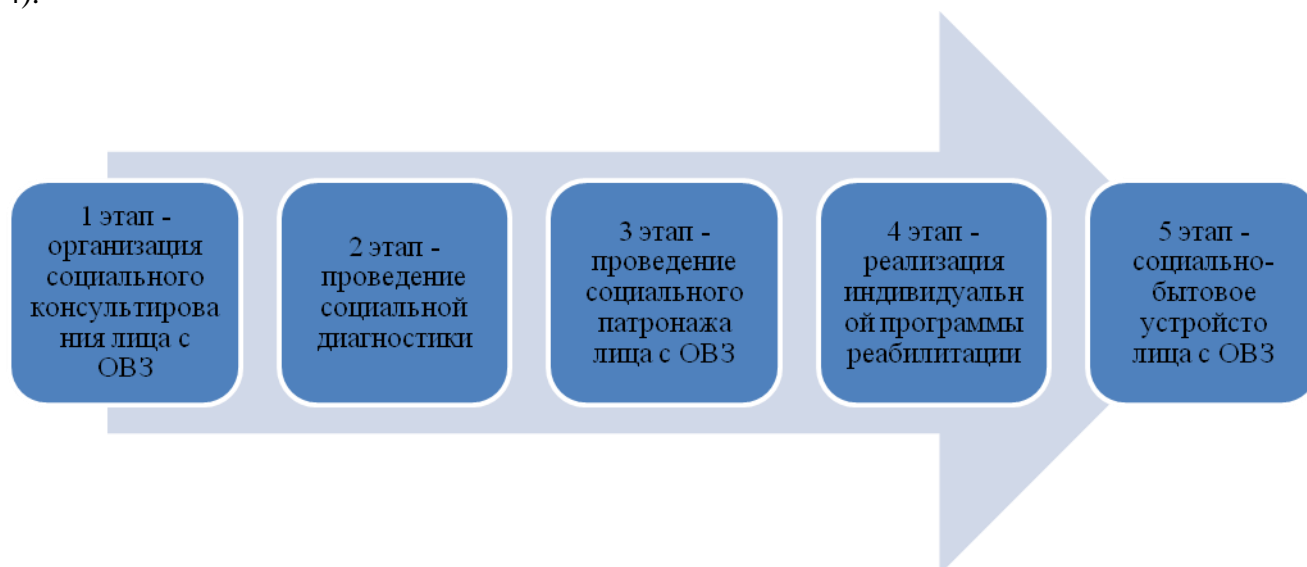 4).
1 этап -
организация
социального
консультирова
ния лица с
ОВЗ
2 этап -
проведение
социальной
диагностики
3 этап -
проведение
социального
патронажа
лица с ОВЗ
4 этап -
реализация
индивидуальн
ой программы
реабилитации
5 этап -
социально-
бытовое
устройсто
лица с ОВЗ